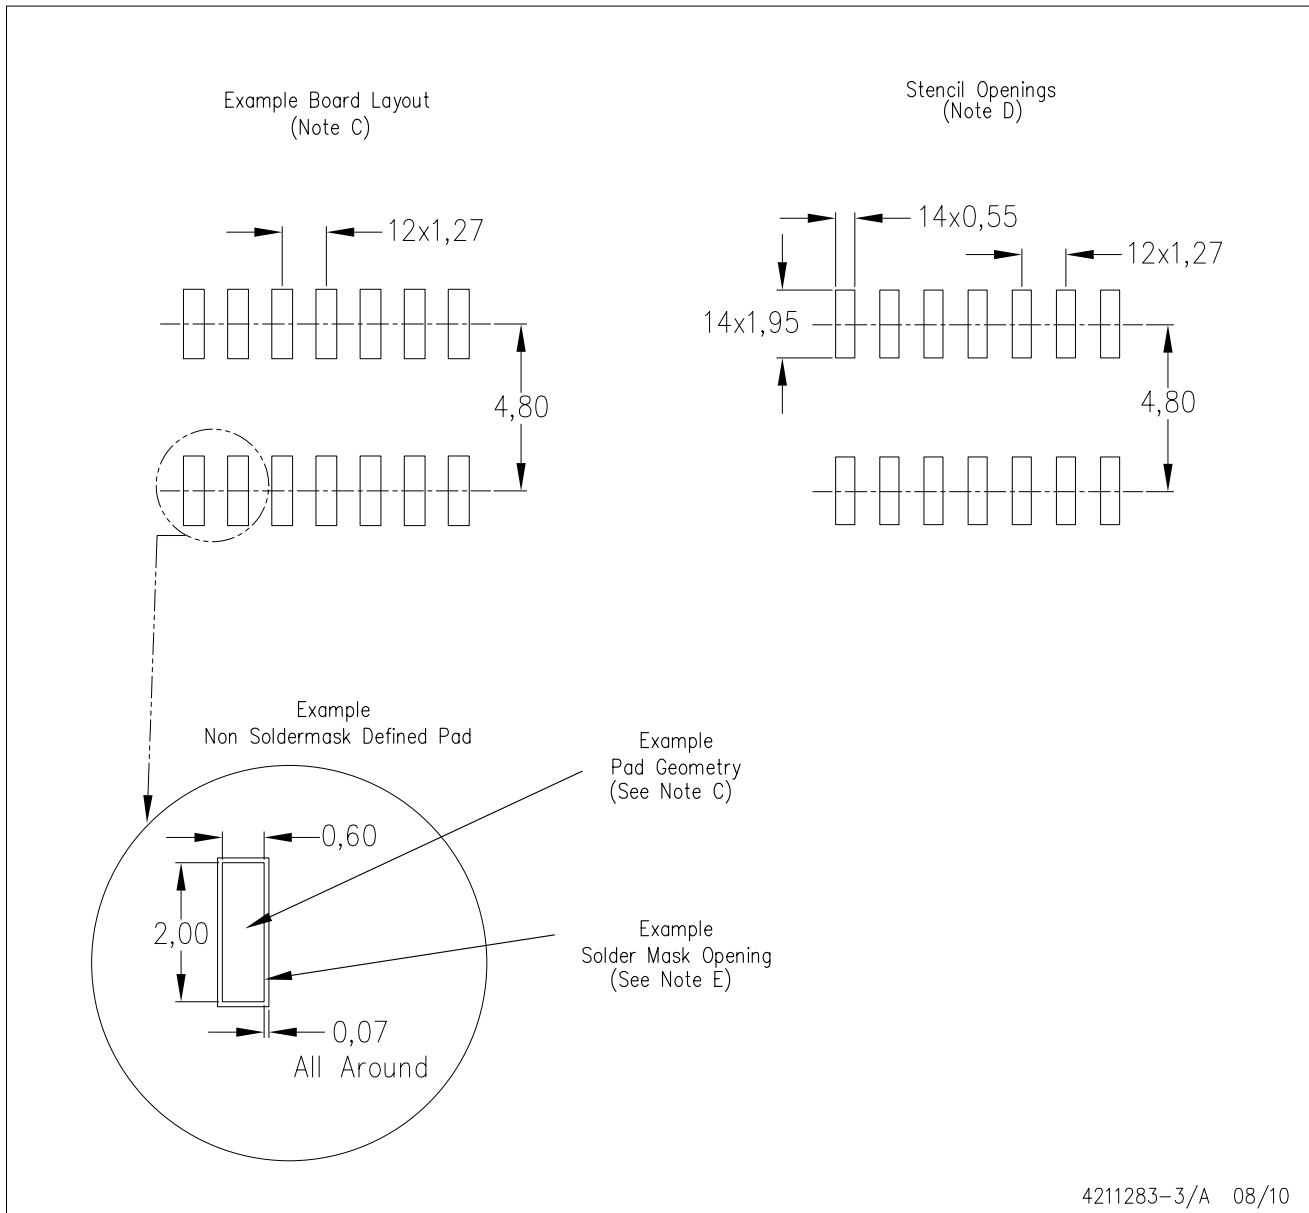 Example Board Layout
(Note C)
Stencil Openings
(Note D)
12x1,27
4,80
14x0,55
12x1,27
14x1,95
4,80
Example
Non Soldermask Defined Pad
Example
Pad Geometry
(See Note C)
0,60
2,00
Example
Solder Mask Opening
(See Note E)
0,07
All Around
4211283-3/A 08/10